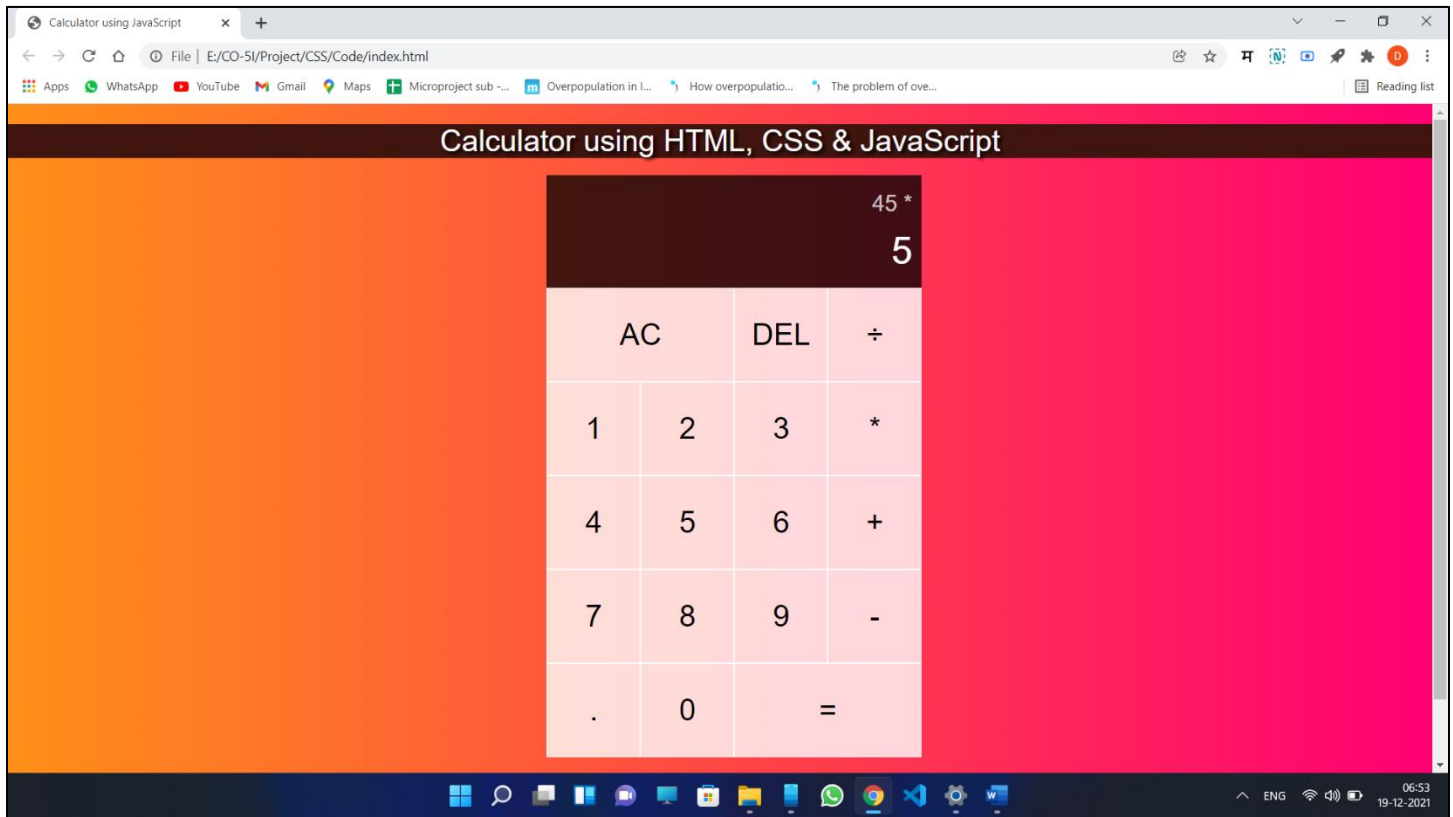 Calculator using JavaScript
File | E:/CO-5I/Project/CSS/Code/index.html
म N D
Apps WhatsApp YouTube Gmail Maps Microproject sub -... m Overpopulation in I... How overpopulatio... The problem of ove... Reading list
Calculator using HTML, CSS & JavaScript
45 *
5
AC DEL ÷
1 2 3 *
4 5 6 +
7 8 9 -
. 0 =
W ENG 06:53
19-12-2021